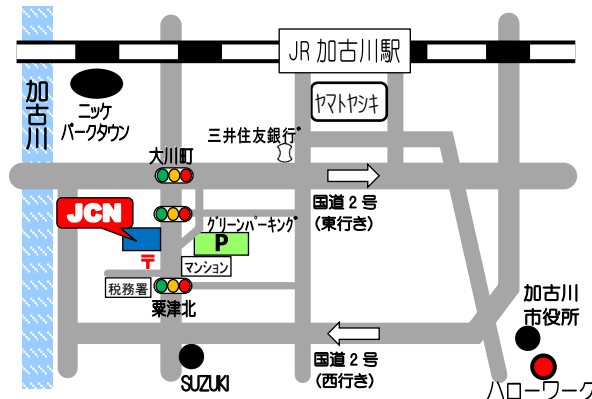 JR 加古川駅
加古川
ニッケ
パークタウン
ヤマトヤシキ
三井住友銀行
大川町
国道2号
(東行き)
JCN
グリーンパーキング
P
〒
マンション
税務署
粟津北
加古川
市役所
国道2号
(西行き)
SUZUKI
ハローワーク